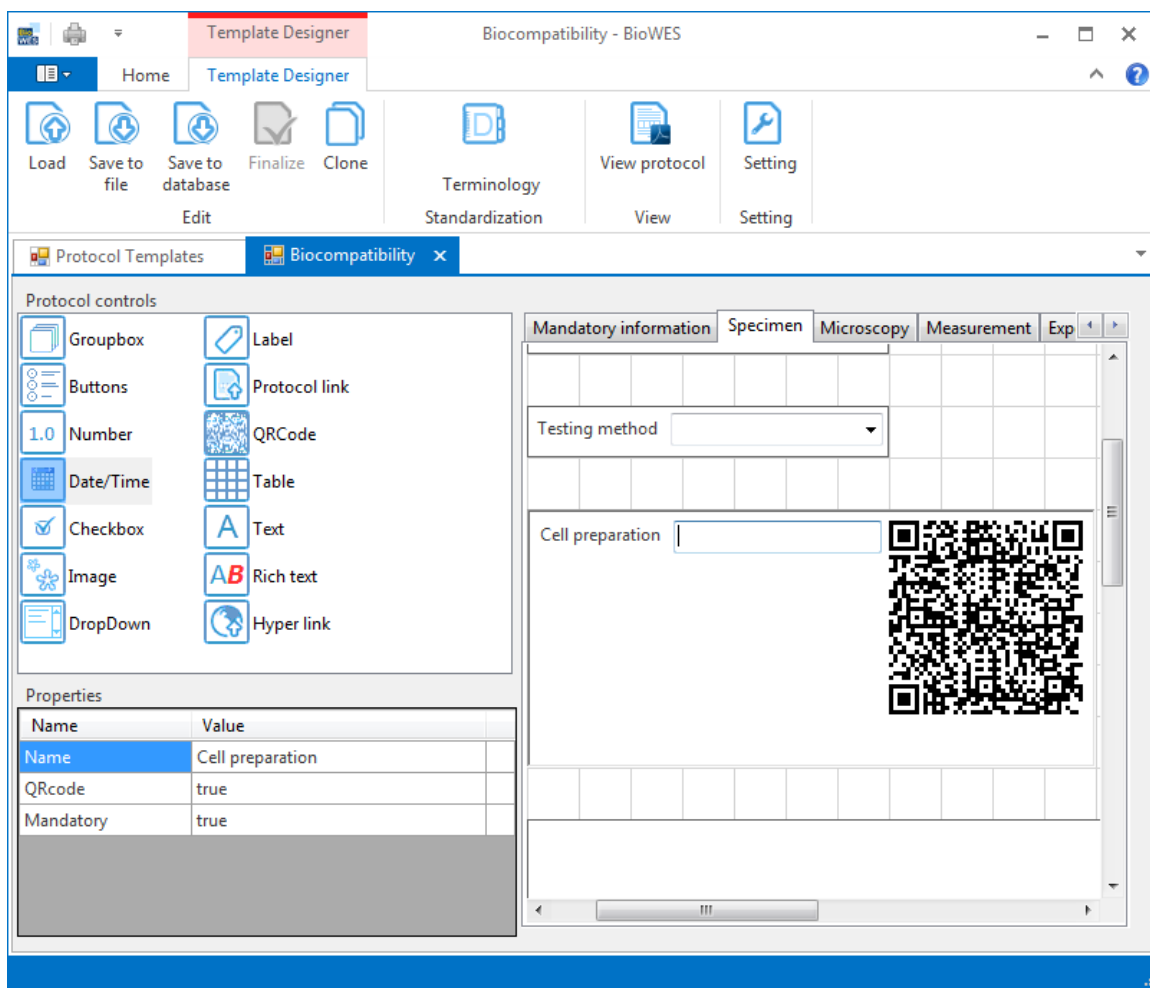 Bio
WES
Template Designer
Biocompatibility - BioWES
Home
Template Designer
Load
Save to file
Save to database
Finalize
Clone
Terminology
View protocol
Setting
Edit
Standardization
View
Setting
Protocol Templates
Biocompatibility
Protocol controls
Groupbox
Label
Buttons
Protocol link
1.0 Number
QRCode
Date/Time
Table
Checkbox
A Text
Image
AB Rich text
DropDown
Hyper link
Properties
Name Value
Name Cell preparation
QRcode true
Mandatory true
Mandatory information Specimen Microscopy Measurement Exp
Testing method
Cell preparation